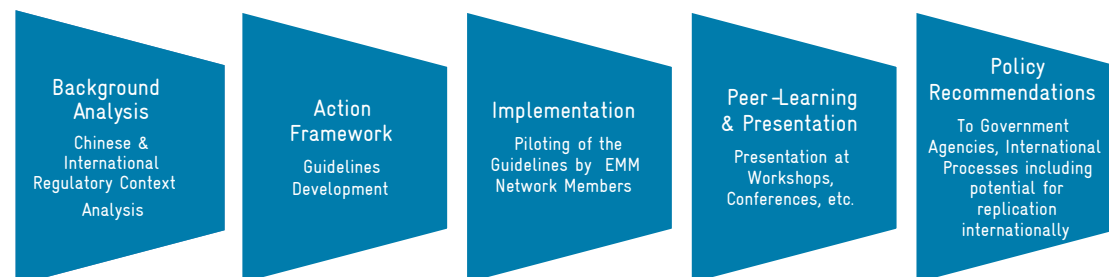 Background
Analysis
Chinese &
International
Regulatory Context
Analysis
Action
Framework
Guidelines
Development
Implementation
Piloting of the
Guidelines by EMM
Network Members
Peer-Learning
& Presentation
Presentation at
Workshops,
Conferences, etc.
Policy
Recommendations
To Government
Agencies, International
Processes including
potential for
replication
internationally